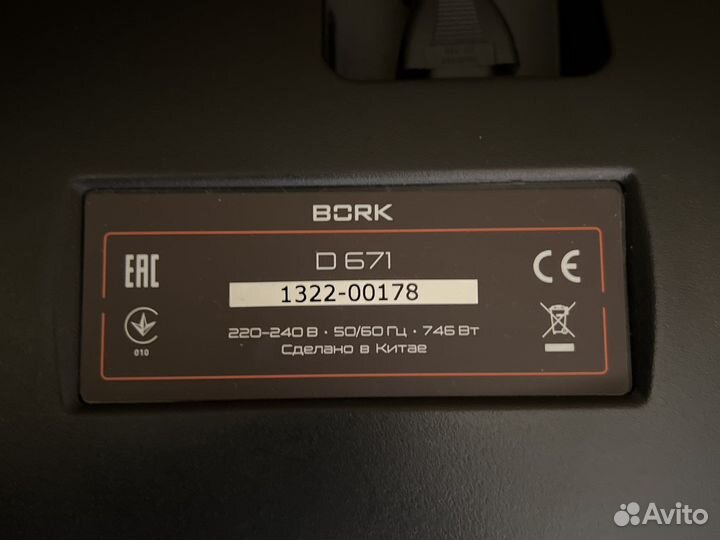 BORK
D 671
EAC
CE
1322-00178
010
220-240 В · 50/60 Гц · 746 Вт
Сделано в Китае
Avito